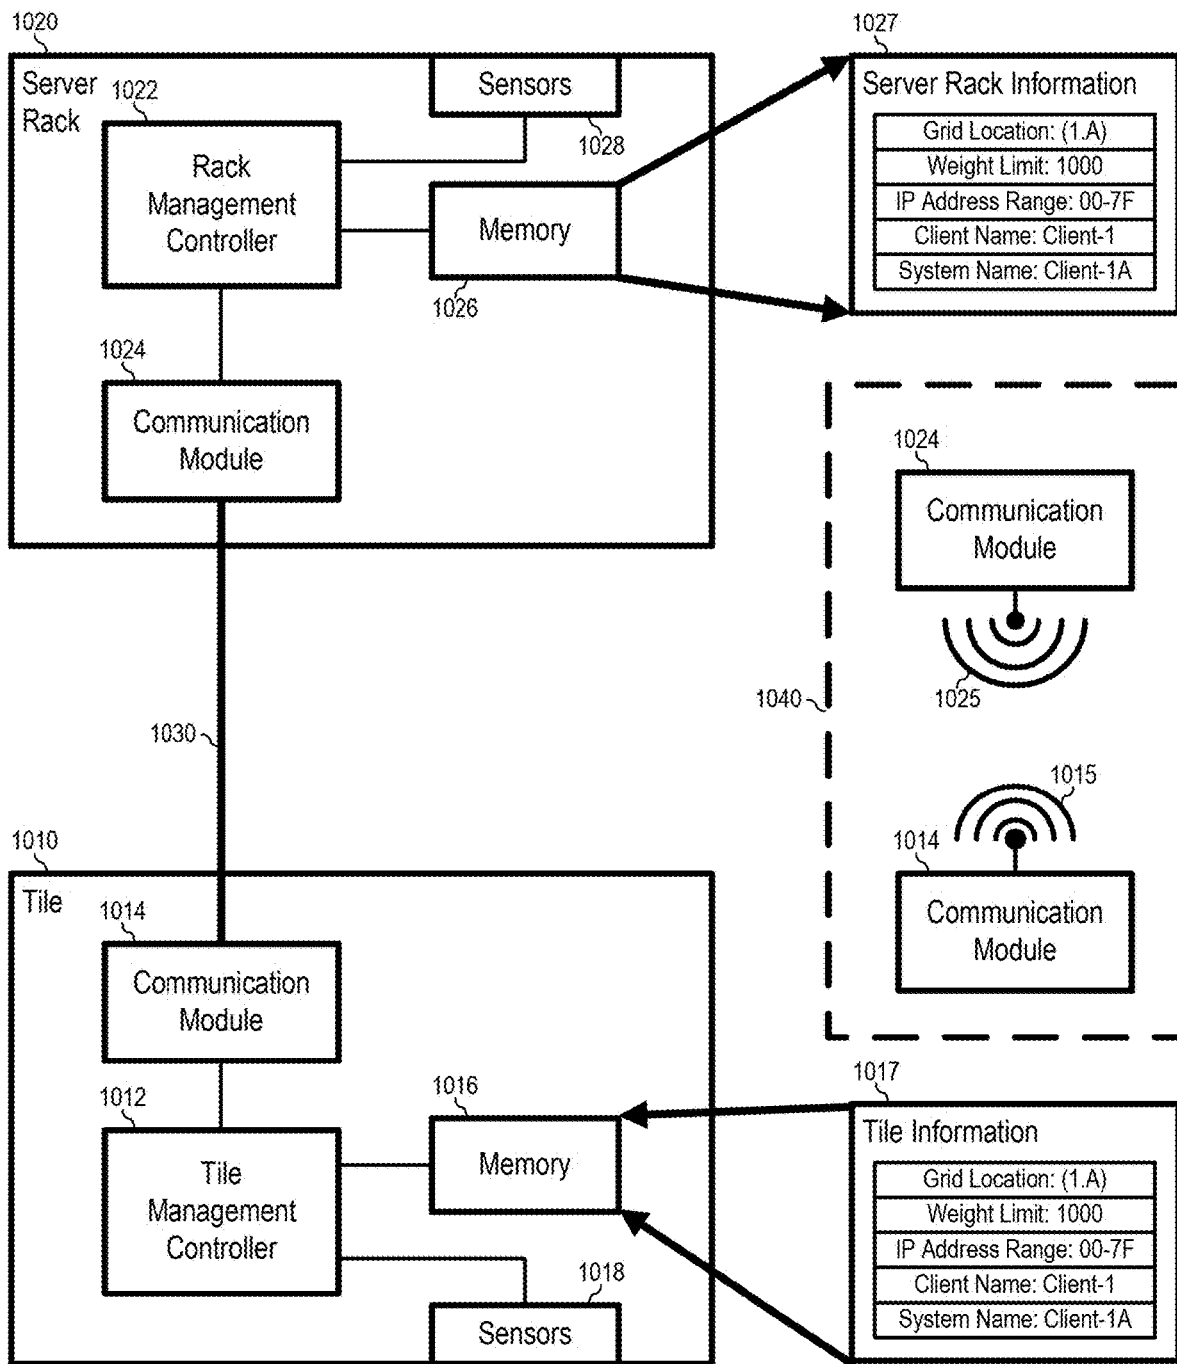 1020
Server
Rack
1022
Rack
Management
Controller
Sensors
1028
Memory
1026
1024
Communication
Module
1027
Server Rack Information
Grid Location: (1.A)
Weight Limit: 1000
IP Address Range: 00-7F
Client Name: Client-1
System Name: Client-1A
1024
Communication
Module
1025
1040
1015
1014
Communication
Module
1030
1010
Tile
1014
Communication
Module
1012
Tile
Management
Controller
1016
Memory
1018
Sensors
1017
Tile Information
Grid Location: (1.A)
Weight Limit: 1000
IP Address Range: 00-7F
Client Name: Client-1
System Name: Client-1A